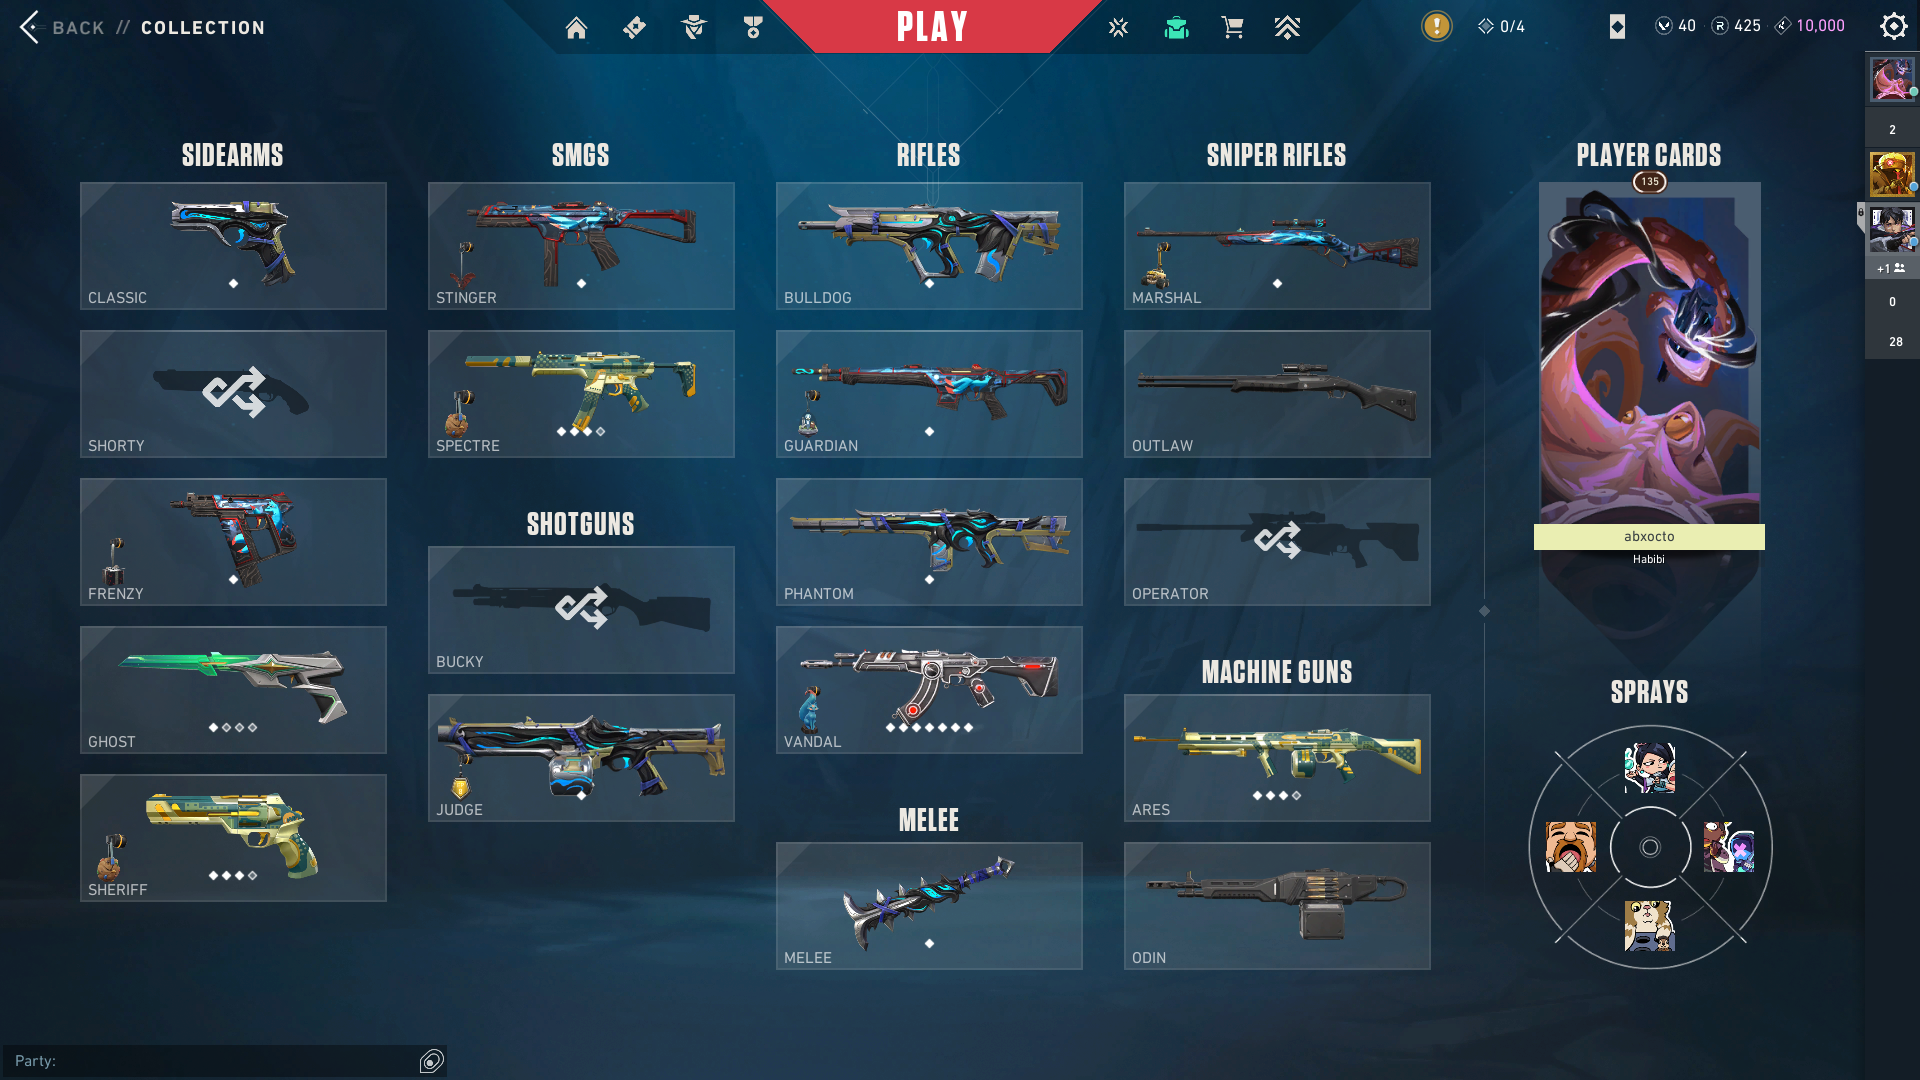 BACK // COLLECTION
PLAY
0/4
40
425
10,000
SIDEARMS
SMGS
RIFLES
SNIPER RIFLES
PLAYER CARDS
135
2
CLASSIC
STINGER
BULLDOG
MARSHAL
+1
0
28
SHORTY
SPECTRE
GUARDIAN
OUTLAW
SHOTGUNS
abxocto
Habibi
FRENZY
PHANTOM
OPERATOR
BUCKY
MACHINE GUNS
SPRAYS
GHOST
VANDAL
JUDGE
ARES
MELEE
SHERIFF
MELEE
ODIN
Party: